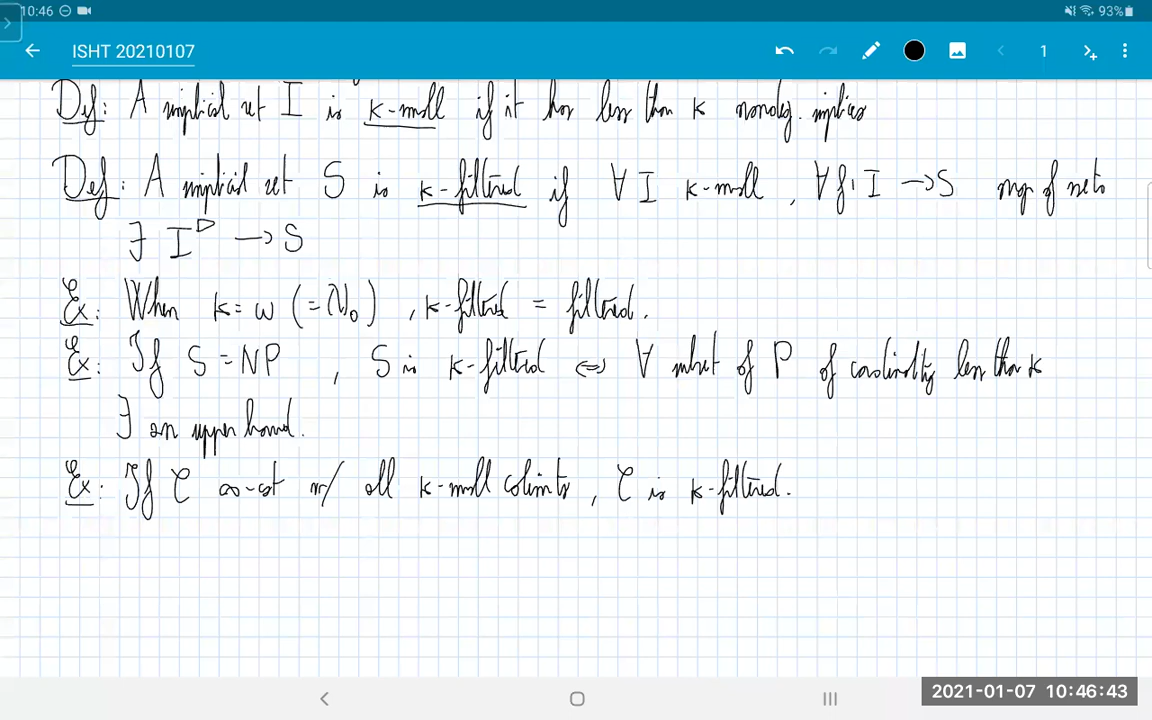 10:46
93%
ISHT 20210107
1
Def: A simplicial set I is κ-small if it has less than κ nondeg. simplices
Def: A simplicial set S is κ-filtered if ∀ I κ-small, ∀ f: I → S map of ssets
∃ I^▷ → S
Ex: When κ = ω (= ℵ₀), κ-filtered = filtered.
Ex: If S = NP, S is κ-filtered ⇔ ∀ subset of P of cardinality less than κ
∃ an upper bound.
Ex: If C ∞-cat w/ all κ-small colimits, C is κ-filtered.
2021-01-07 10:46:43